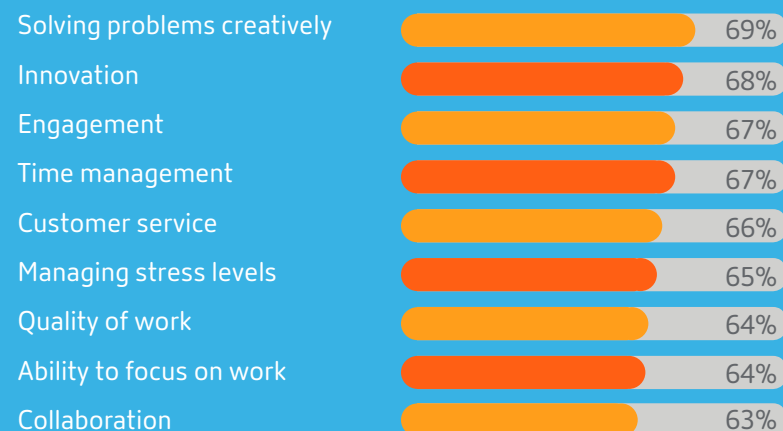 Solving problems creatively 69%
Innovation 68%
Engagement 67%
Time management 67%
Customer service 66%
Managing stress levels 65%
Quality of work 64%
Ability to focus on work 64%
Collaboration 63%